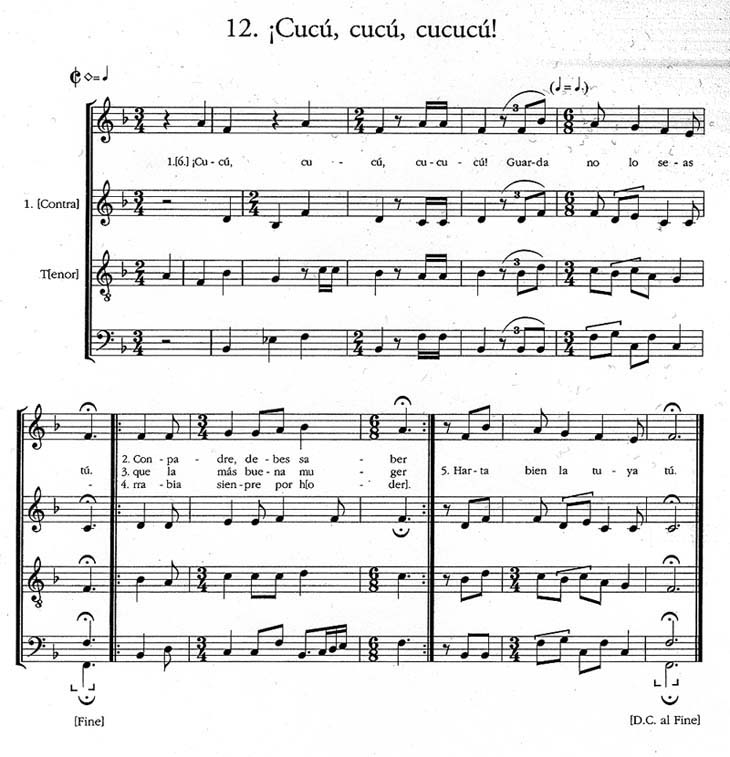 12. ¡Cucú, cucú, cucucú!
1.[6.] ¡Cu - cú, cu - cú, cu-cu - cú! Guar-da no lo se - as
1. [Contra]
T[enor]
tú. 2. Con - pa - dre, de - bes sa - ber
3. que la más bue - na mu - ger 5. Har-ta bien la tu - ya tú.
4. rra - bia sien-pre por h[o - der].
[Fine] [D.C. al Fine]